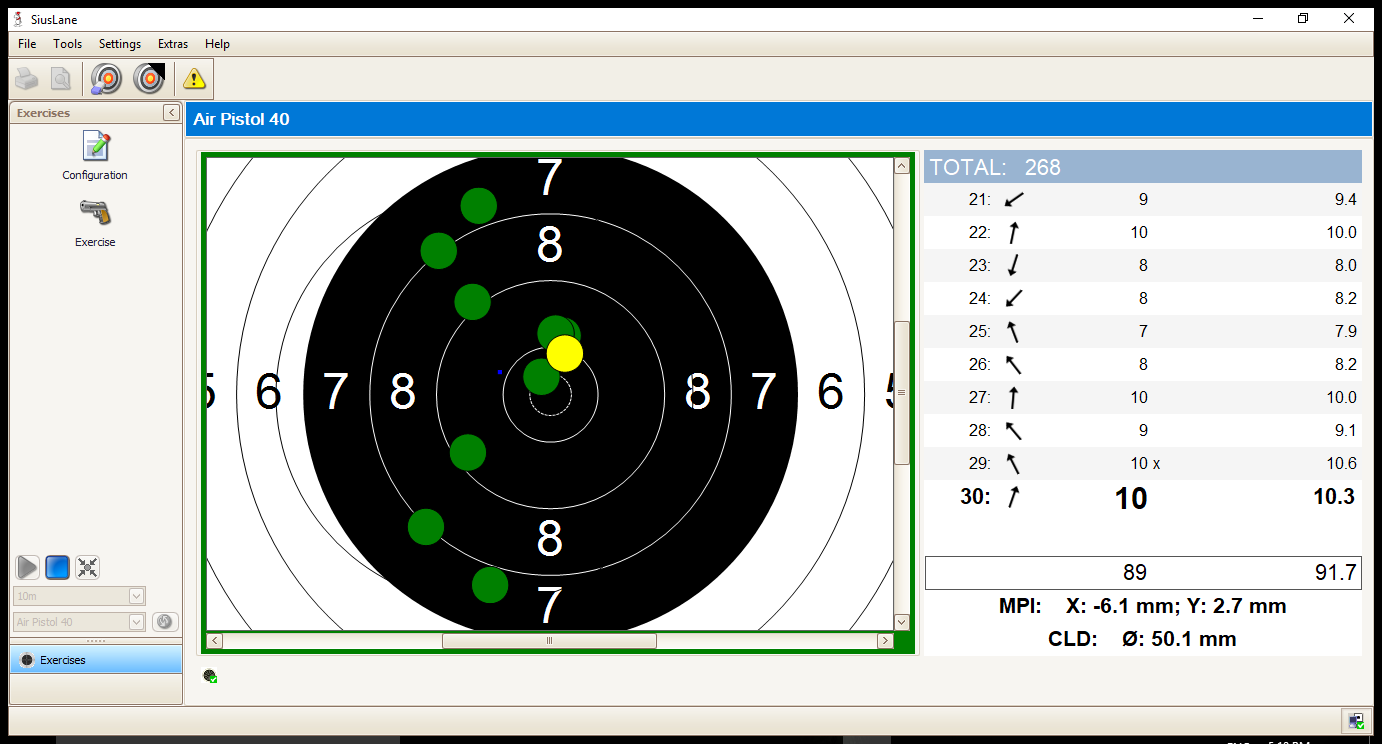 SiusLane
File Tools Settings Extras Help
Exercises
Configuration
Exercise
10m
Air Pistol 40
Exercises
Air Pistol 40
7
8
5 6 7 8 8 7 6 5
8
7
TOTAL: 268
21: 9 9.4
22: 10 10.0
23: 8 8.0
24: 8 8.2
25: 7 7.9
26: 8 8.2
27: 10 10.0
28: 9 9.1
29: 10 x 10.6
30: 10 10.3
89 91.7
MPI: X: -6.1 mm; Y: 2.7 mm
CLD: Ø: 50.1 mm